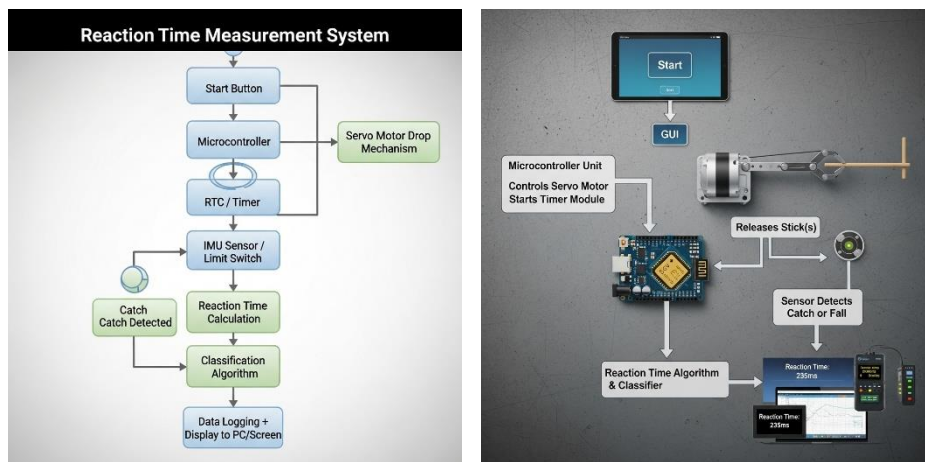 Reaction Time Measurement System
Start Button
Microcontroller
Servo Motor Drop
Mechanism
RTC / Timer
IMU Sensor /
Limit Switch
Catch
Catch Detected
Reaction Time
Calculation
Classification
Algorithm
Data Logging +
Display to PC/Screen
Start
GUI
Microcontroller Unit
Controls Servo Motor
Starts Timer Module
Releases Stick(s)
Sensor Detects
Catch or Fall
Reaction Time Algorithm
& Classifier
Reaction Time:
235ms
Reaction Time:
235ms